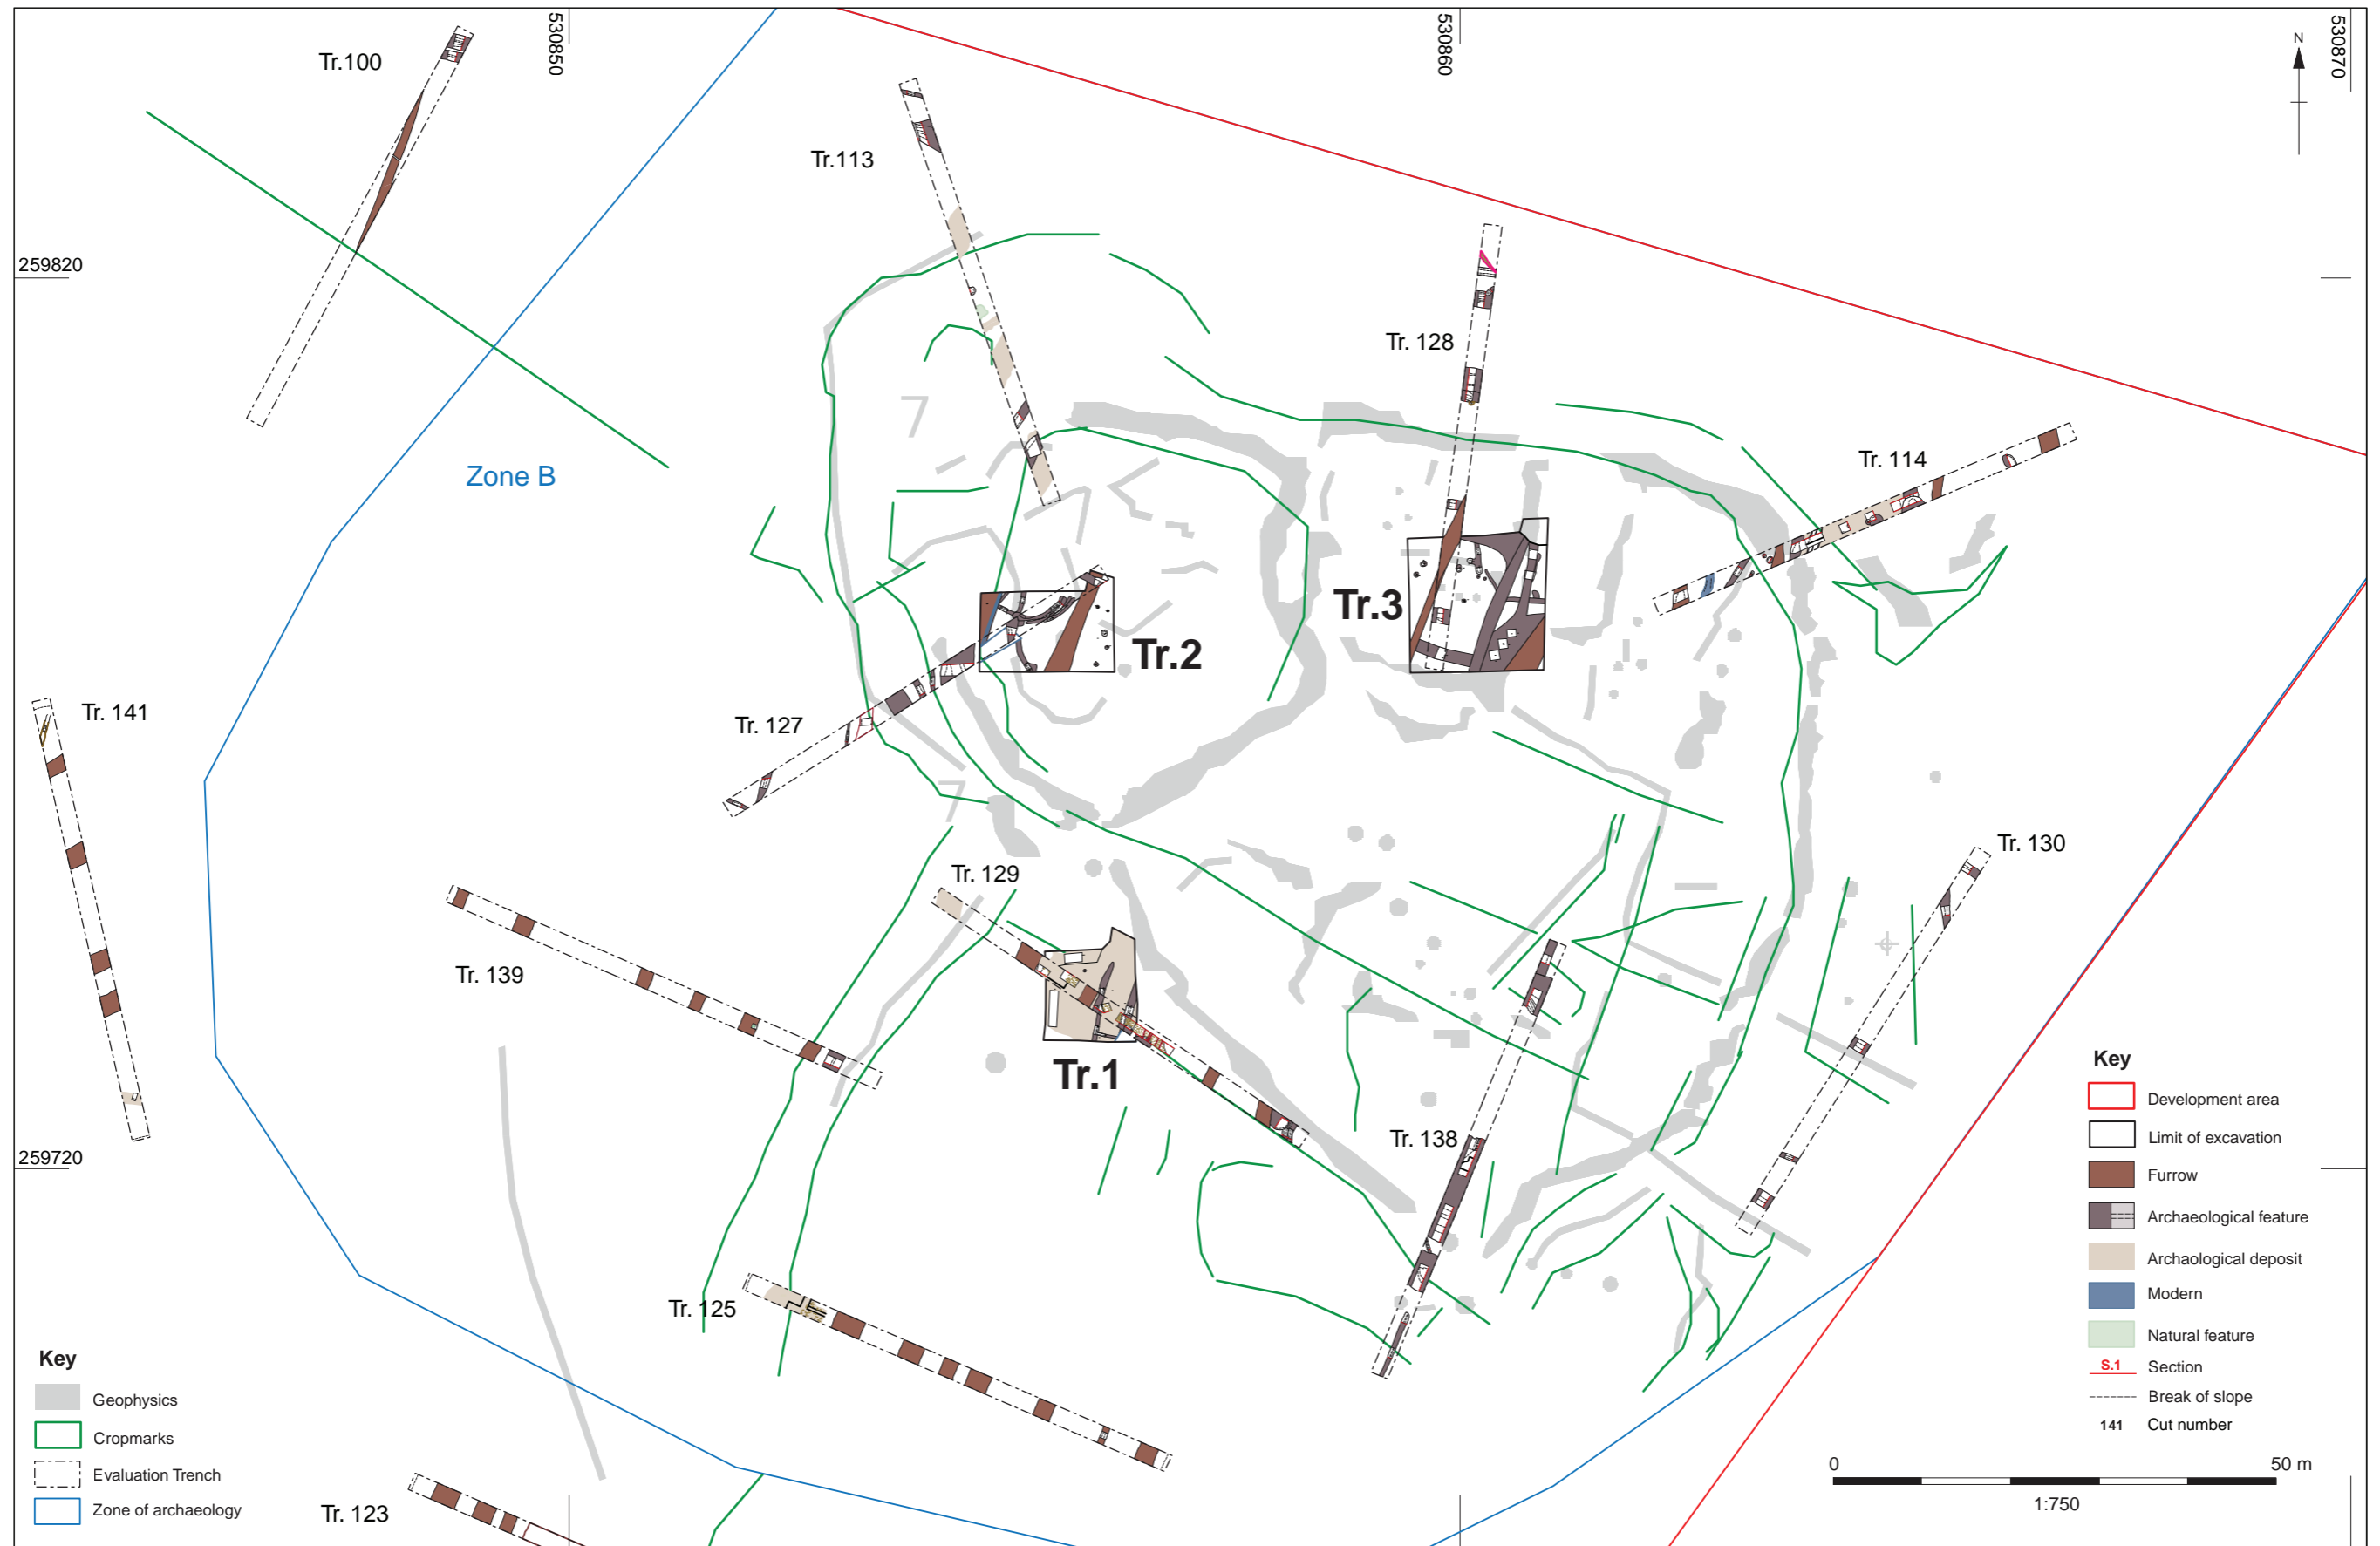 530850
530860
530870
N
Tr.100
Tr.113
259820
Tr. 128
Tr. 114
Zone B
Tr.3
Tr.2
Tr. 141
Tr. 127
Tr. 130
Tr. 129
Tr. 139
Tr.1
Tr. 138
259720
Tr. 125
Tr. 123
Key
Development area
Limit of excavation
Furrow
Archaeological feature
Archaological deposit
Modern
Natural feature
S.1 Section
Break of slope
141 Cut number
0 50 m
1:750
Key
Geophysics
Cropmarks
Evaluation Trench
Zone of archaeology